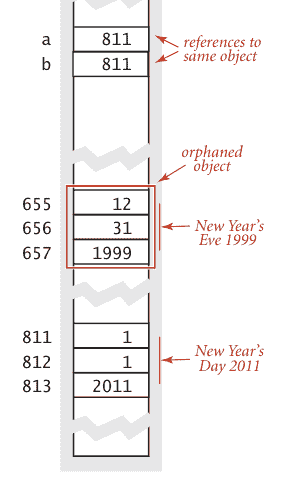 a 811
b 811
references to
same object
orphaned
object
655 12
656 31
657 1999
New Year's
Eve 1999
811 1
812 1
813 2011
New Year's
Day 2011